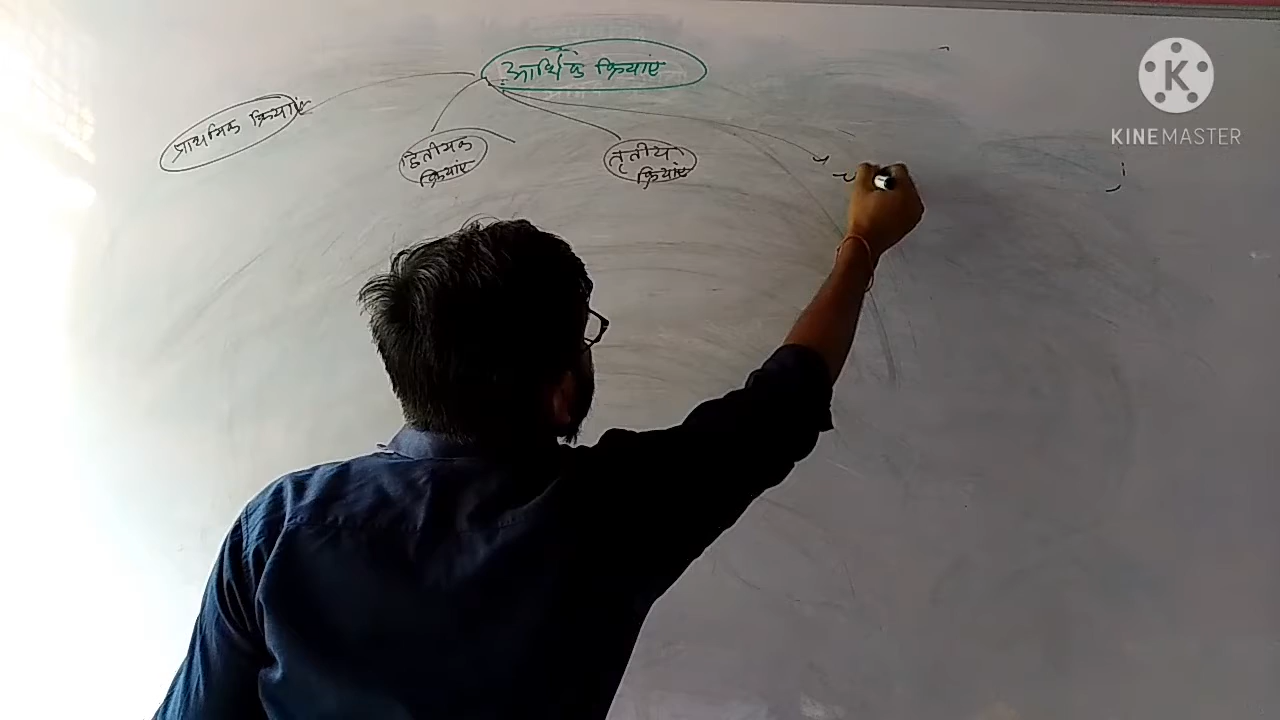 आर्थिक क्रियाएं
प्राथमिक क्रियाएं
द्वितीयक
क्रियाएं
तृतीयक
क्रियाएं
K
KINEMASTER